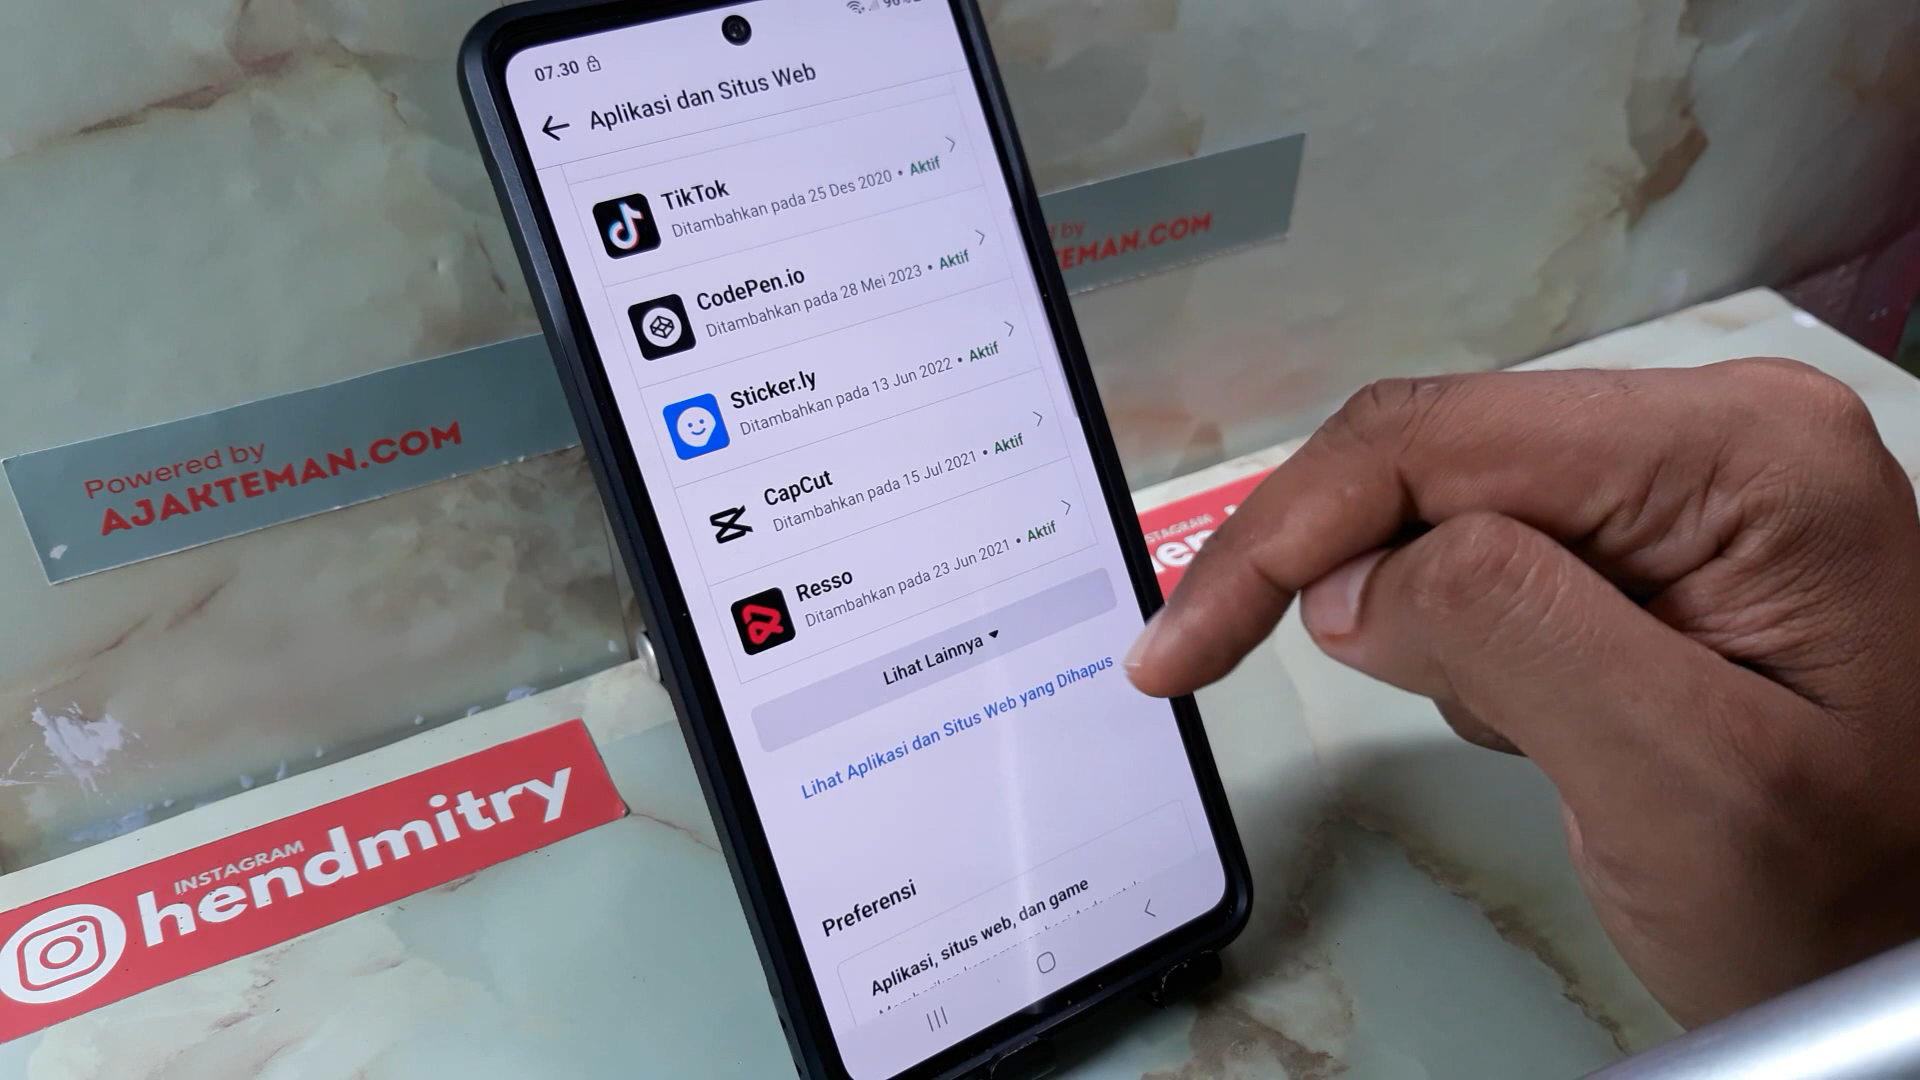 07.30
Aplikasi dan Situs Web
TikTok
Ditambahkan pada 25 Des 2020 • Aktif
CodePen.io
Ditambahkan pada 28 Mei 2023 • Aktif
Sticker.ly
Ditambahkan pada 13 Jun 2022 • Aktif
CapCut
Ditambahkan pada 15 Jul 2021 • Aktif
Resso
Ditambahkan pada 23 Jun 2021 • Aktif
Lihat Lainnya
Lihat Aplikasi dan Situs Web yang Dihapus
Preferensi
Aplikasi, situs web, dan game
Powered by
AJAKTEMAN.COM
by
TEMAN.COM
INSTAGRAM
hendmitry